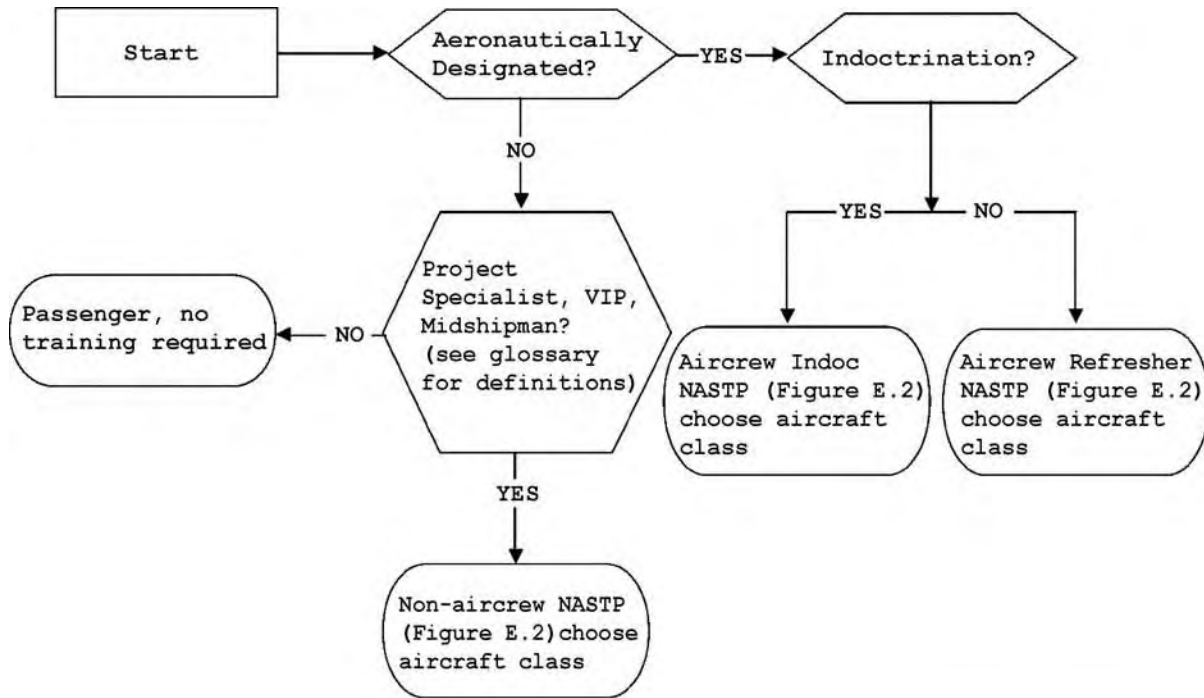 Start
Aeronautically
Designated?
YES
Indoctrination?
NO
YES
NO
Project
Specialist, VIP,
Midshipman?
(see glossary
for definitions)
NO
Passenger, no
training required
Aircrew Indoc
NASTP (Figure E.2)
choose aircraft
class
Aircrew Refresher
NASTP (Figure E.2)
choose aircraft
class
YES
Non-aircrew NASTP
(Figure E.2)choose
aircraft class